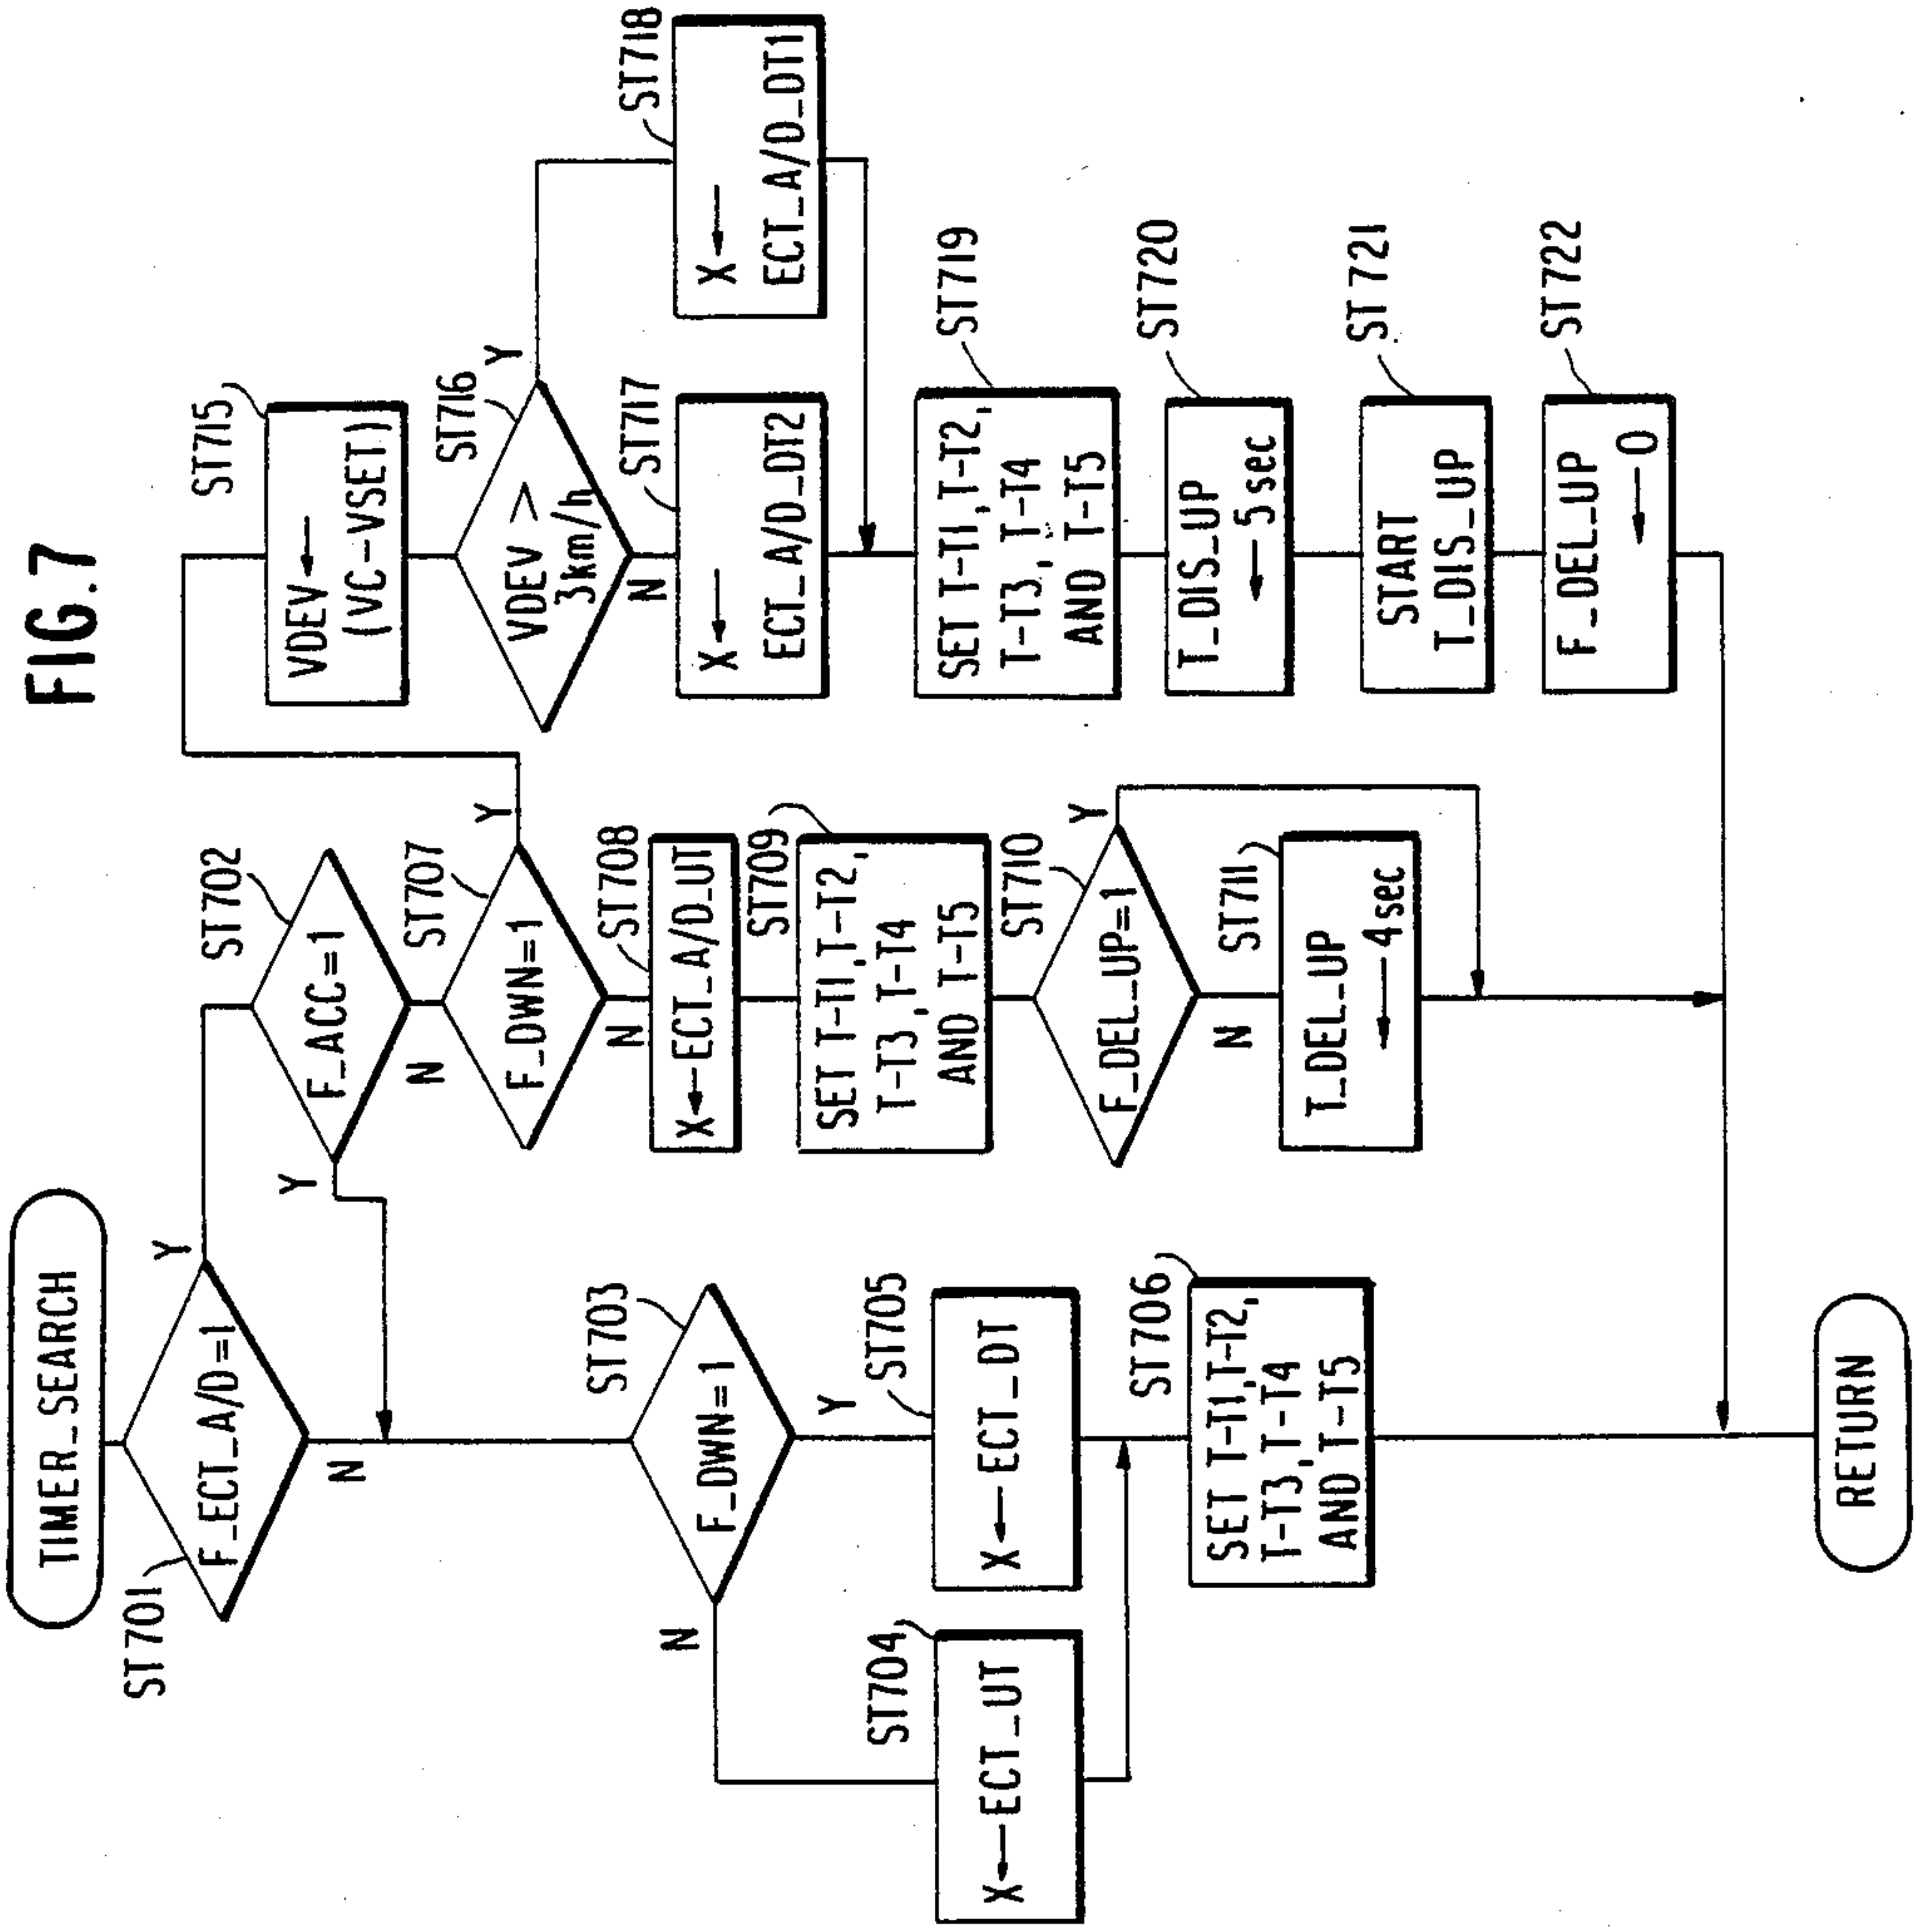 FIG.7
TIMER_SEARCH
ST701
F_ECT_A/D=1
Y
N
ST702
F_ACC=1
Y
N
ST703
F_DWN=1
N
Y
ST704
X←ECT_UT
ST705
X←ECT_DT
ST706
SET T-T1,T-T2,
T-T3,T-T4
AND T-T5
ST707
F_DWN=1
Y
N
ST708
X←ECT_A/D_UT
ST709
SET T-T1,T-T2,
T-T3,T-T4
AND T-T5
ST710
F_DEL_UP=1
Y
N
ST711
T_DEL_UP
←4sec
ST715
VDEV←
(VC-VSET)
ST716
VDEV >
3km/h
Y
N
ST717
X←
ECT_A/D_DT2
ST718
X←
ECT_A/D_DT1
ST719
SET T-T1,T-T2,
T-T3,T-T4
AND T-T5
ST720
T_DIS_UP
←5sec
ST721
START
T_DIS_UP
ST722
F_DEL_UP
←0
RETURN